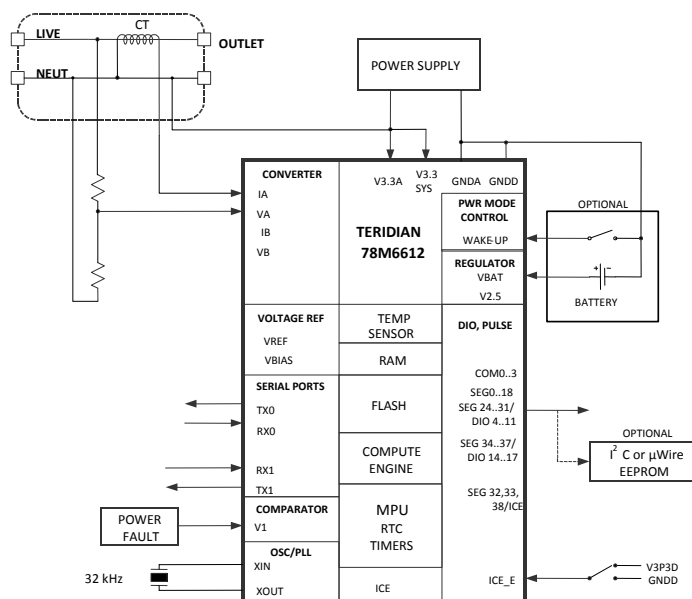 CT
LIVE
OUTLET
NEUT
POWER SUPPLY
CONVERTER
IA
VA
IB
VB
V3.3A
V3.3
SYS
GNDA GNDD
TERIDIAN
78M6612
PWR MODE
CONTROL
WAKE-UP
REGULATOR
VBAT
V2.5
OPTIONAL
+ -
BATTERY
VOLTAGE REF
VREF
VBIAS
TEMP
SENSOR
RAM
DIO, PULSE
COM0..3
SEG0..18
SEG 24..31/
DIO 4..11
SEG 34..37/
DIO 14..17
SEG 32,33,
38/ICE
SERIAL PORTS
TX0
RX0
RX1
TX1
FLASH
COMPUTE
ENGINE
OPTIONAL
I² C or µWire
EEPROM
POWER
FAULT
COMPARATOR
V1
MPU
RTC
TIMERS
OSC/PLL
XIN
XOUT
32 kHz
ICE
ICE_E
V3P3D
GNDD